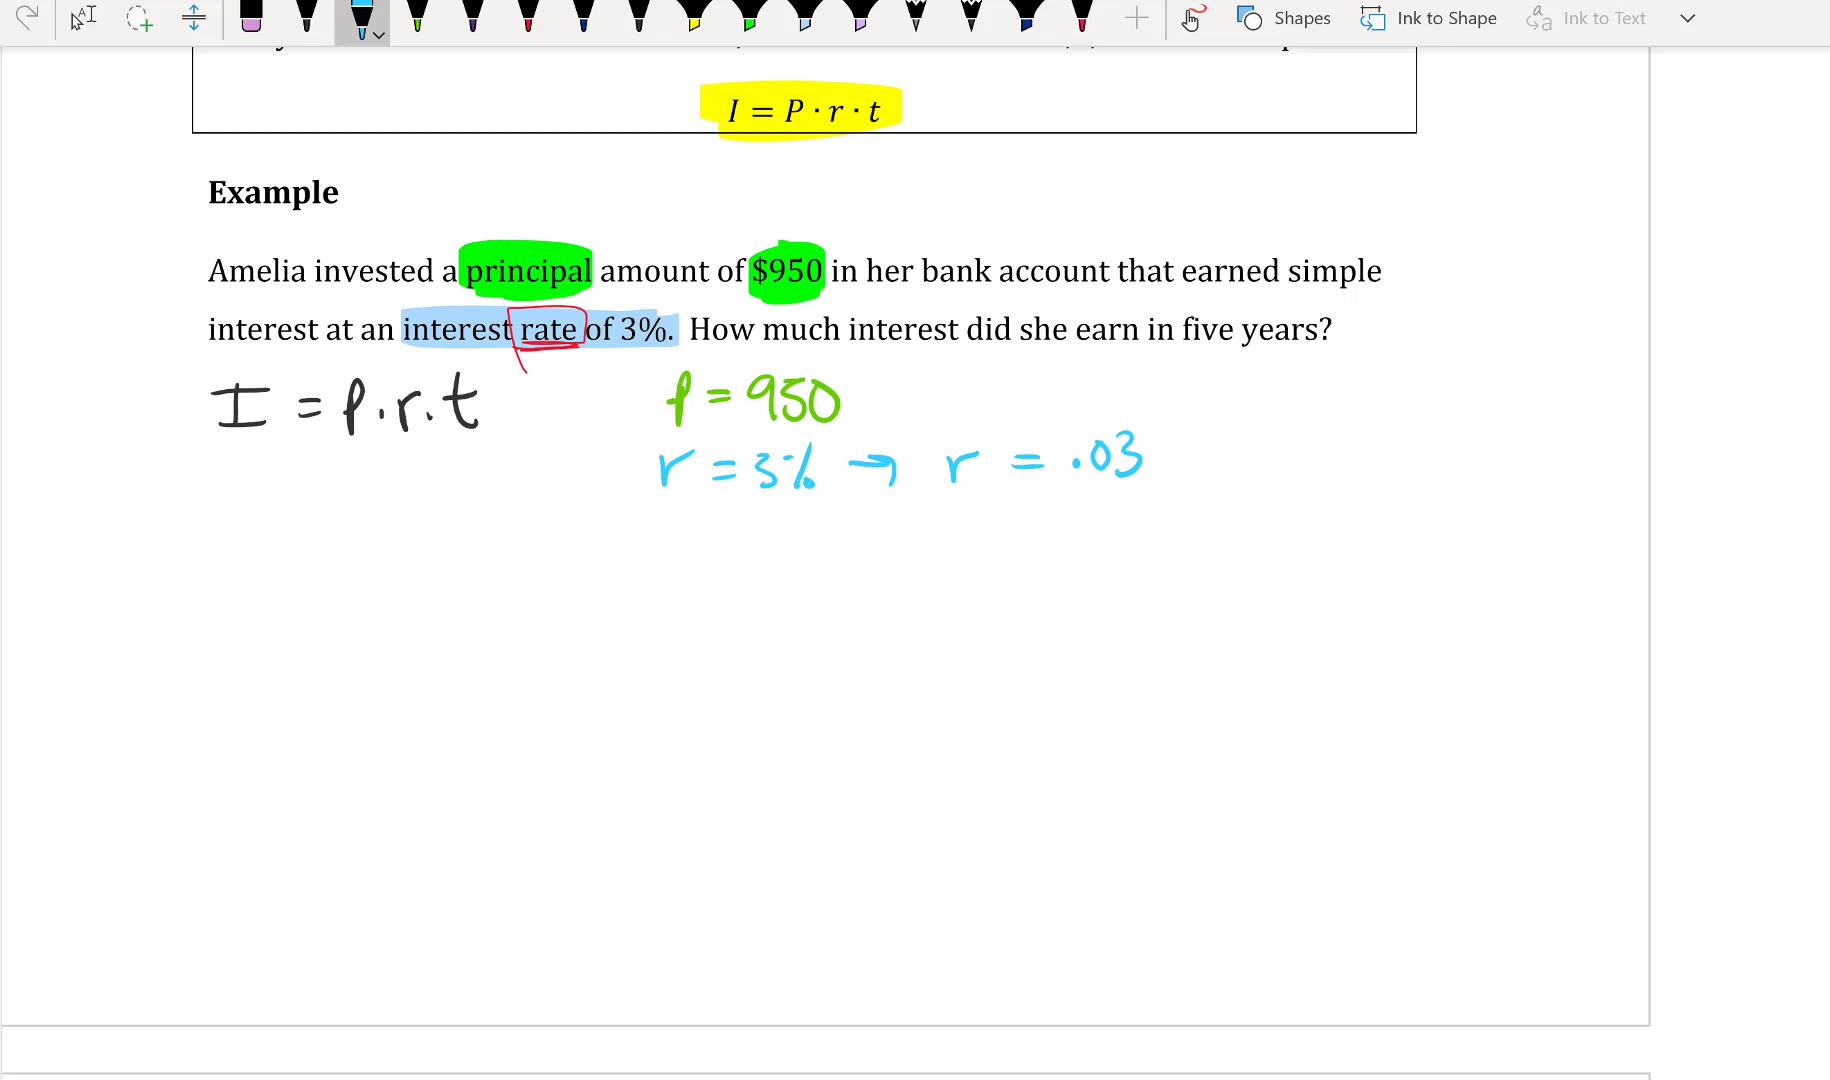 Shapes
Ink to Shape
Ink to Text
I = P · r · t
Example
Amelia invested a principal amount of $950 in her bank account that earned simple
interest at an interest rate of 3%. How much interest did she earn in five years?
I = P.r.t
P = 950
r = 3% → r = .03